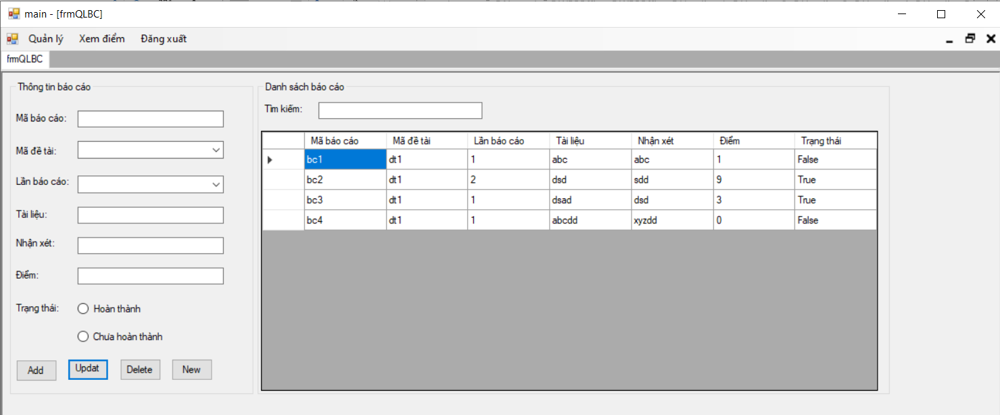 main - [frmQLBC]
Quản lý Xem điểm Đăng xuất
frmQLBC
Thông tin báo cáo
Mã báo cáo:
Mã đề tài:
Lần báo cáo:
Tài liệu:
Nhận xét:
Điểm:
Trạng thái: Hoàn thành
Chưa hoàn thành
Add Updat Delete New
Danh sách báo cáo
Tìm kiếm:
Mã báo cáo Mã đề tài Lần báo cáo Tài liệu Nhận xét Điểm Trạng thái
bc1 dt1 1 abc abc 1 False
bc2 dt1 2 dsd sdd 9 True
bc3 dt1 1 dsad dsd 3 True
bc4 dt1 1 abcdd xyzdd 0 False